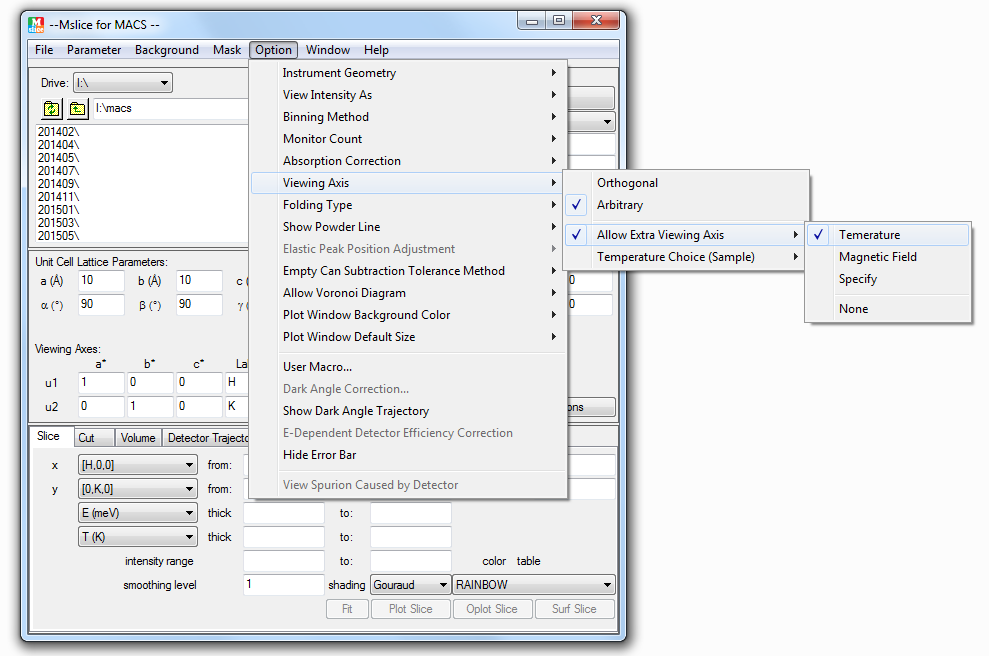 M
slice
--Mslice for MACS --
File Parameter Background Mask Option Window Help
Drive: I:\
I:\macs
201402\
201404\
201405\
201407\
201409\
201411\
201501\
201503\
201505\
Instrument Geometry
View Intensity As
Binning Method
Monitor Count
Absorption Correction
Viewing Axis
Folding Type
Show Powder Line
Elastic Peak Position Adjustment
Empty Can Subtraction Tolerance Method
Allow Voronoi Diagram
Plot Window Background Color
Plot Window Default Size
User Macro...
Dark Angle Correction...
Show Dark Angle Trajectory
E-Dependent Detector Efficiency Correction
Hide Error Bar
View Spurion Caused by Detector
Orthogonal
Arbitrary
Allow Extra Viewing Axis
Temperature Choice (Sample)
Temerature
Magnetic Field
Specify
None
Unit Cell Lattice Parameters:
a (Å) 10 b (Å) 10 c (
α (°) 90 β (°) 90 γ (
Viewing Axes:
a* b* c* La
u1 1 0 0 H
u2 0 1 0 K
ons
Slice Cut Volume Detector Trajecto
x [H,0,0] from:
y [0,K,0] from:
E (meV) thick to:
T (K) thick to:
intensity range to: color table
smoothing level 1 shading Gouraud RAINBOW
Fit Plot Slice Oplot Slice Surf Slice